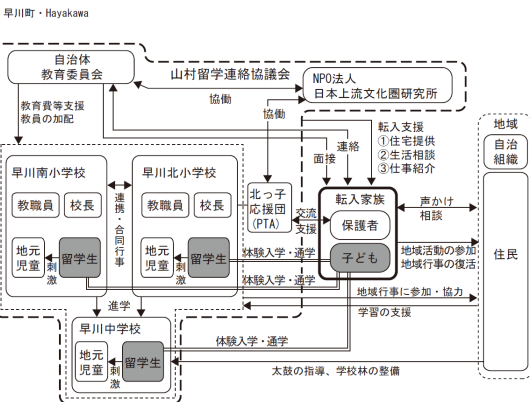 早川町・Hayakawa
自治体
教育委員会
山村留学連絡協議会
協働
NPO法人
日本上流文化圏研究所
教育費等支援
教員の加配
協働
面接
連絡
転入支援
①住宅提供
②生活相談
③仕事紹介
地域
自治
組織
住民
早川南小学校
教職員
校長
地元
児童
刺激
留学生
連携・合同行事
早川北小学校
教職員
校長
地元
児童
刺激
留学生
北っ子
応援団
(PTA)
交流
支援
転入家族
保護者
子ども
声かけ
相談
地域活動の参加
地域行事の復活
体験入学・通学
体験入学・通学
地域行事に参加・協力
学習の支援
進学
早川中学校
地元
児童
刺激
留学生
体験入学・通学
太鼓の指導、学校林の整備